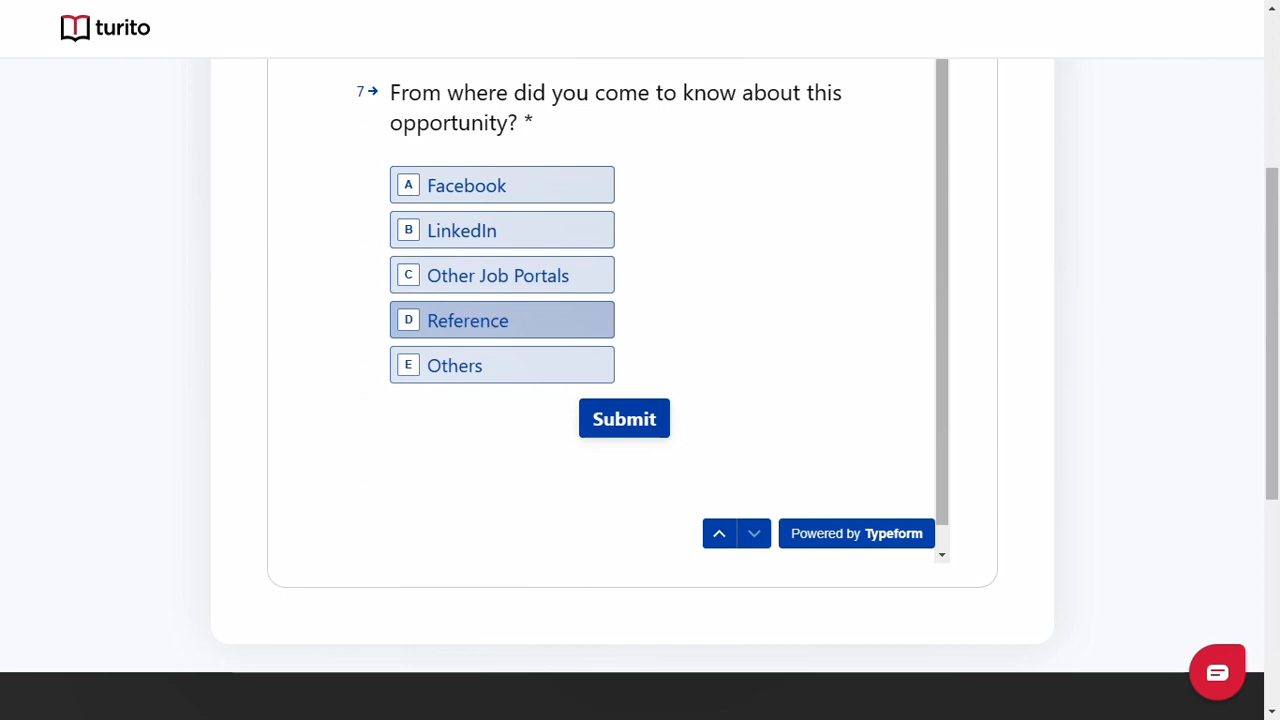 turito
7
From where did you come to know about this
opportunity? *
A Facebook
B LinkedIn
C Other Job Portals
D Reference
E Others
Submit
Powered by Typeform